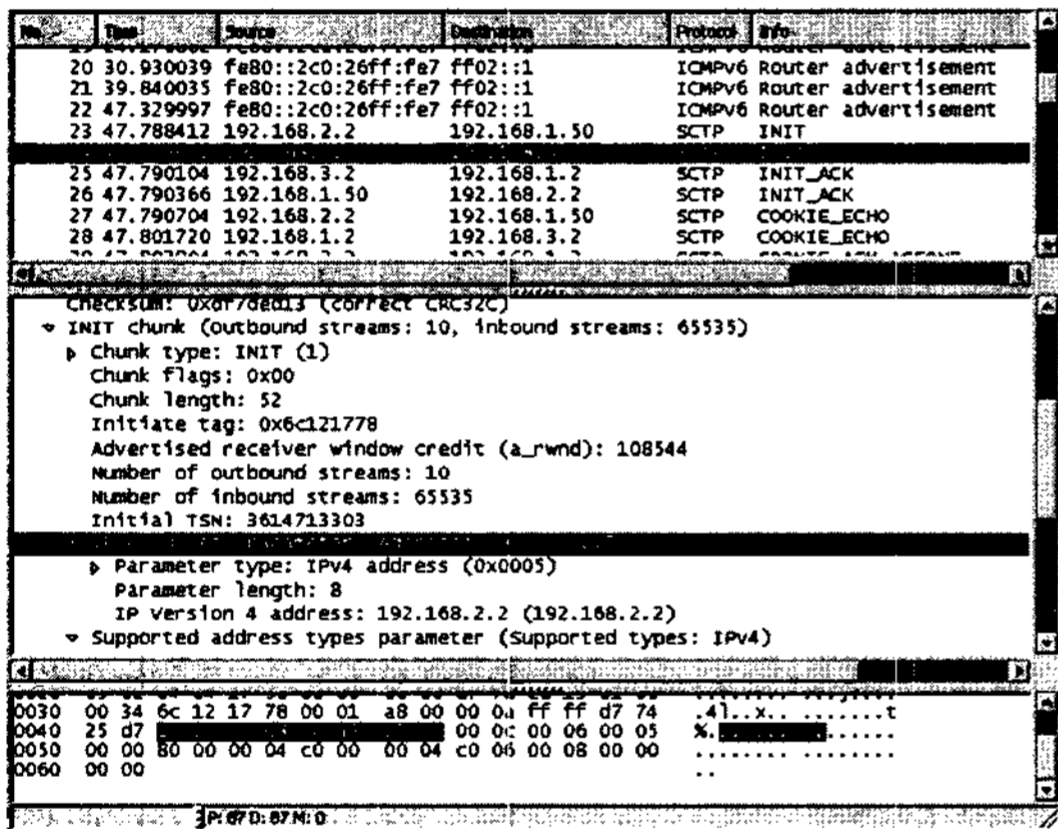 No. Time Source Destination Protocol Info
20 30.930039 fe80::2c0:26ff:fe7 ff02::1 ICMPv6 Router advertisement
21 39.840035 fe80::2c0:26ff:fe7 ff02::1 ICMPv6 Router advertisement
22 47.329997 fe80::2c0:26ff:fe7 ff02::1 ICMPv6 Router advertisement
23 47.788412 192.168.2.2 192.168.1.50 SCTP INIT
25 47.790104 192.168.3.2 192.168.1.2 SCTP INIT_ACK
26 47.790366 192.168.1.50 192.168.2.2 SCTP INIT_ACK
27 47.790704 192.168.2.2 192.168.1.50 SCTP COOKIE_ECHO
28 47.801720 192.168.1.2 192.168.3.2 SCTP COOKIE_ECHO
Checksum: 0xdf7ded13 (correct CRC32C)
INIT chunk (Outbound streams: 10, inbound streams: 65535)
Chunk type: INIT (1)
Chunk flags: 0x00
Chunk length: 52
Initiate tag: 0x6c121778
Advertised receiver window credit (a_rwnd): 108544
Number of outbound streams: 10
Number of inbound streams: 65535
Initial TSN: 3614713303
Parameter type: IPv4 address (0x0005)
Parameter length: 8
IP Version 4 address: 192.168.2.2 (192.168.2.2)
Supported address types parameter (Supported types: IPv4)
0030 00 34 6c 12 17 78 00 01 a8 00 00 0a ff ff d7 74 .4l..x.. .......t
0040 25 d7 00 0c 00 06 00 05 %.
0050 00 00 80 00 00 04 c0 00 00 04 c0 06 00 08 00 00 ........ ........
0060 00 00 ..
P: 87 D: 87 M: 0